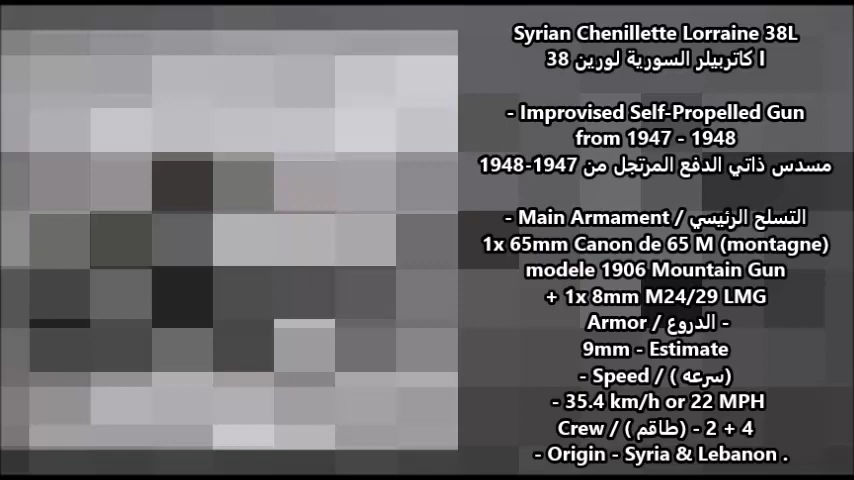 Syrian Chenillette Lorraine 38L
ا كاتربيلر السورية لورين 38
- Improvised Self-Propelled Gun
from 1947 - 1948
مسدس ذاتي الدفع المرتجل من 1947-1948
- Main Armament / التسلح الرئيسي
1x 65mm Canon de 65 M (montagne)
modele 1906 Mountain Gun
+ 1x 8mm M24/29 LMG
Armor / الدروع -
9mm - Estimate
- Speed / ( سرعه)
- 35.4 km/h or 22 MPH
Crew / ( طاقم) - 2 + 4
- Origin - Syria & Lebanon .